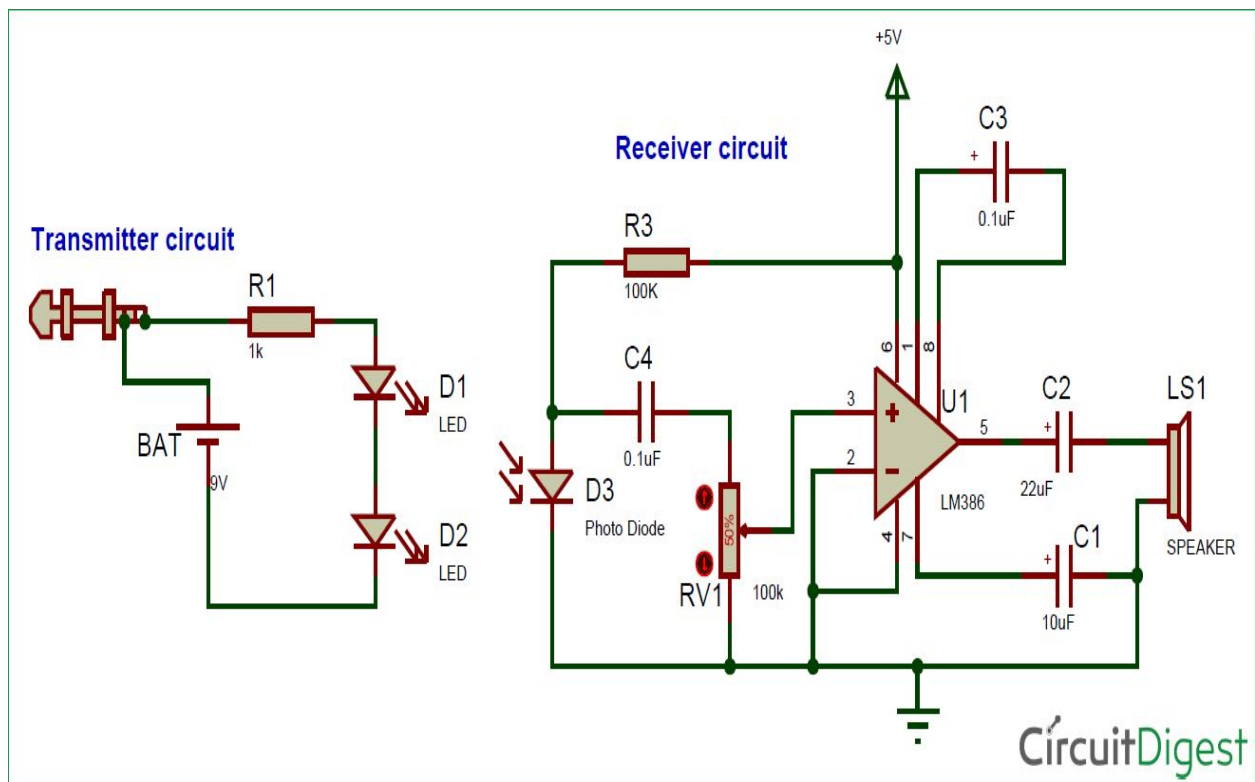 +5V
C3
+
0.1uF
Receiver circuit
Transmitter circuit
R3
100K
R1
1k
6
1
8
C4
0.1uF
D1
LED
BAT
9V
3
+
U1
5
C2
+
22uF
LS1
SPEAKER
2
−
LM386
D3
Photo Diode
50%
RV1
100k
D2
LED
4
7
C1
+
10uF
CircuitDigest